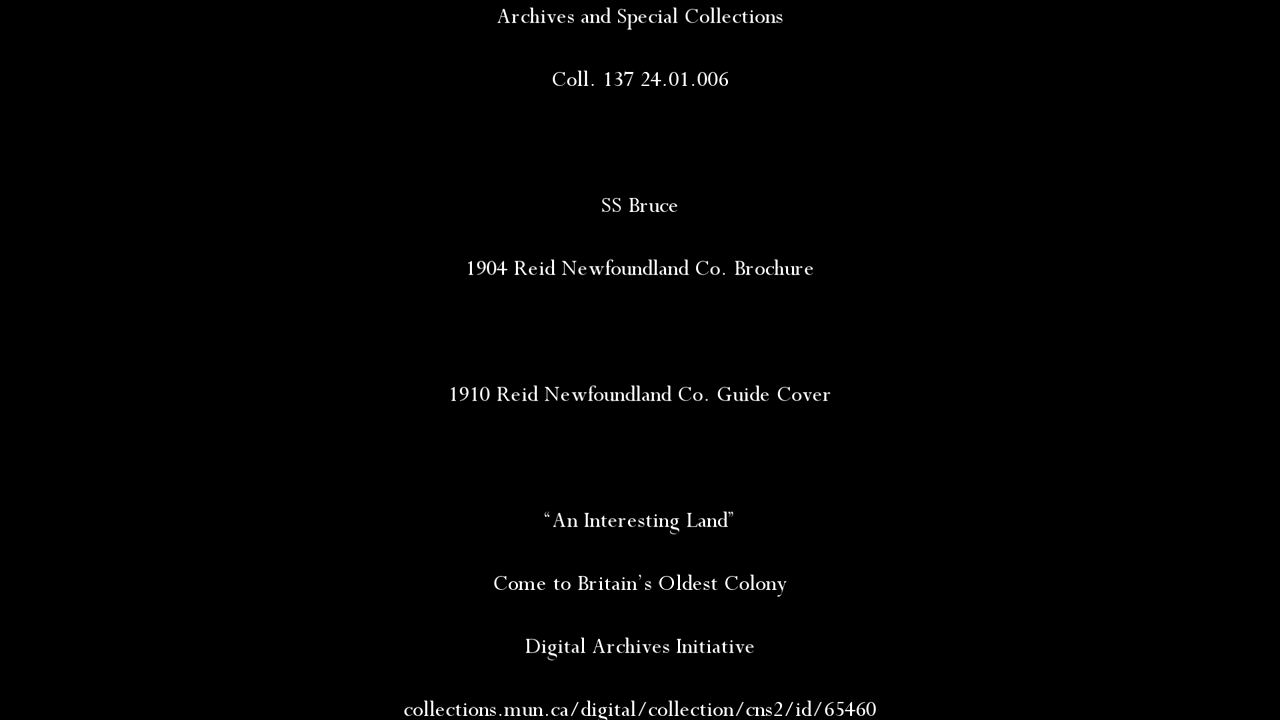 Archives and Special Collections
Coll. 137 24.01.006
SS Bruce
1904 Reid Newfoundland Co. Brochure
1910 Reid Newfoundland Co. Guide Cover
“An Interesting Land”
Come to Britain’s Oldest Colony
Digital Archives Initiative
collections.mun.ca/digital/collection/cns2/id/65460